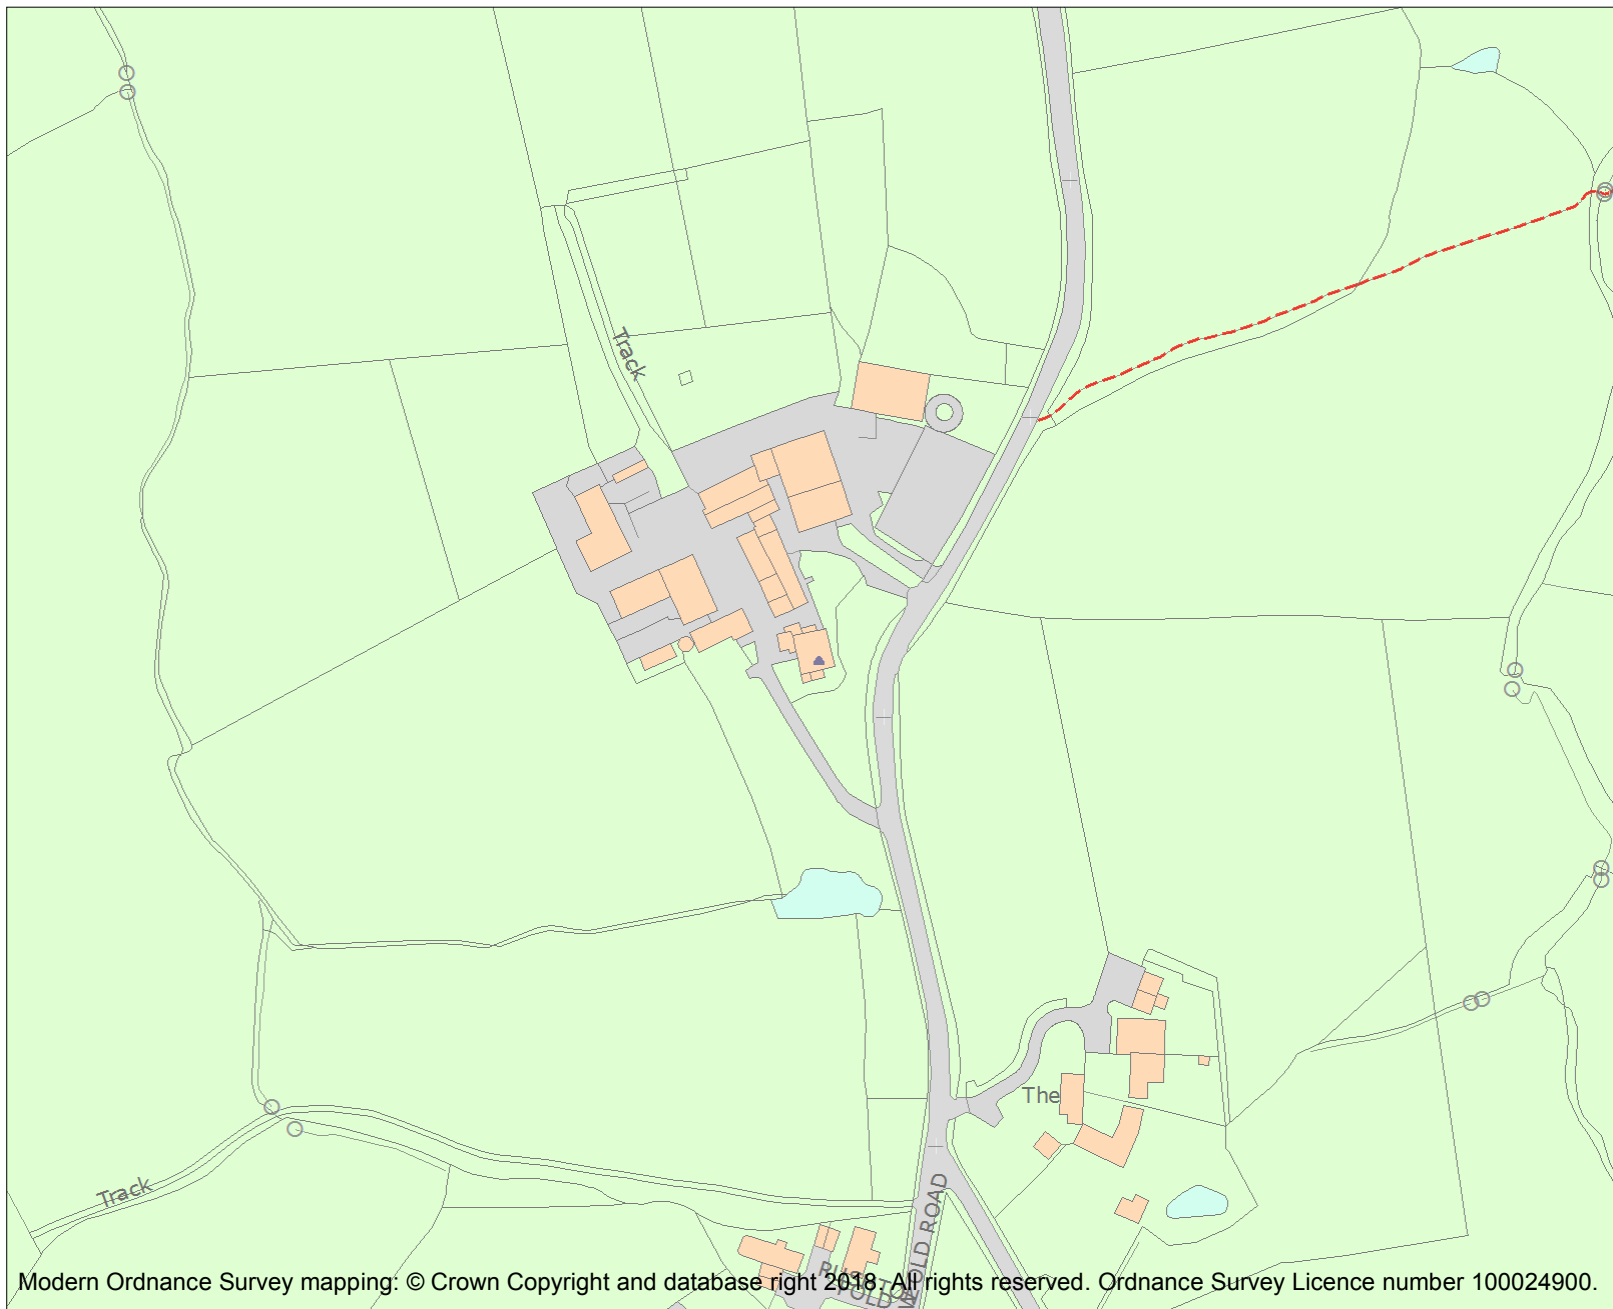 Track
The
Track
WOLD ROAD
Modern Ordnance Survey mapping: © Crown Copyright and database right 2018. All rights reserved. Ordnance Survey Licence number 100024900.